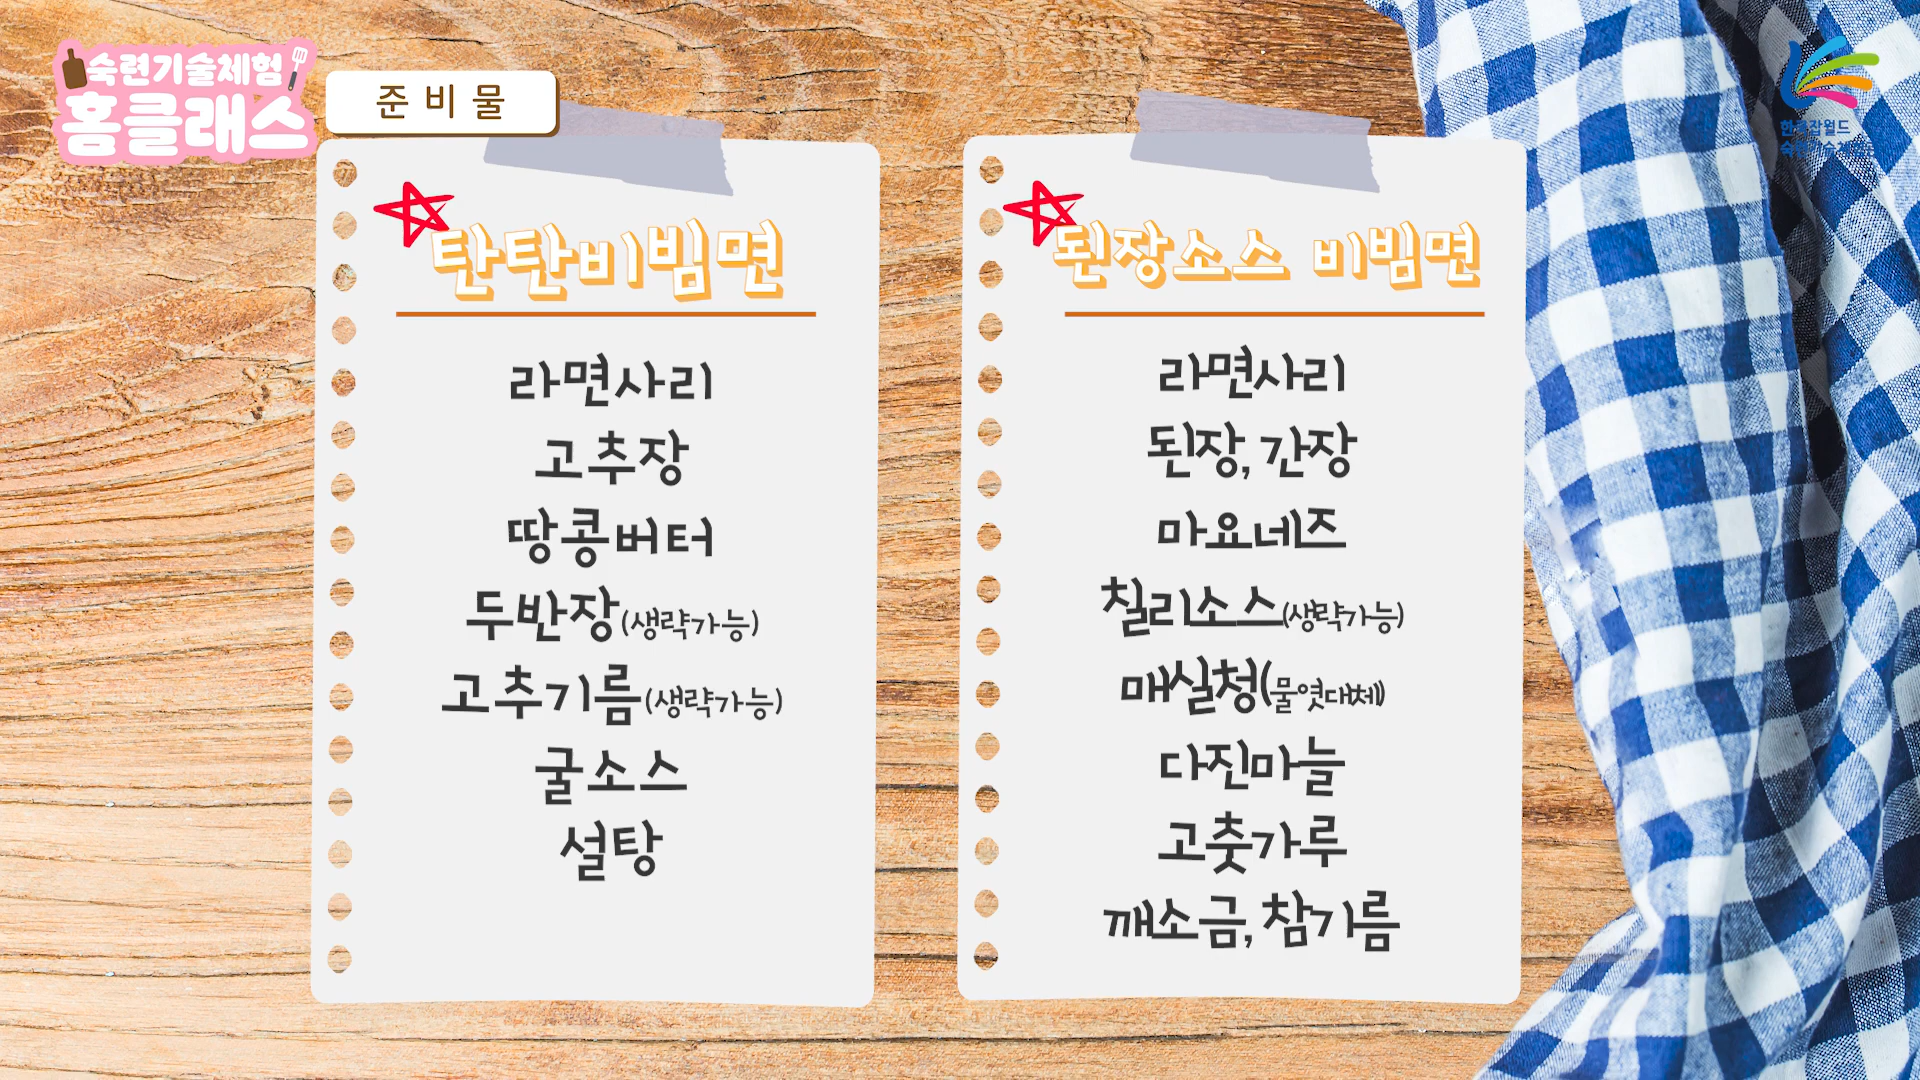 숙련기술체험
홈클래스
준비물
탄탄비빔면
라면사리
고추장
땅콩버터
두반장(생략가능)
고추기름(생략가능)
굴소스
설탕
된장소스 비빔면
라면사리
된장, 간장
마요네즈
칠리소스(생략가능)
매실청(물엿대체)
다진마늘
고춧가루
깨소금, 참기름
한국잡월드